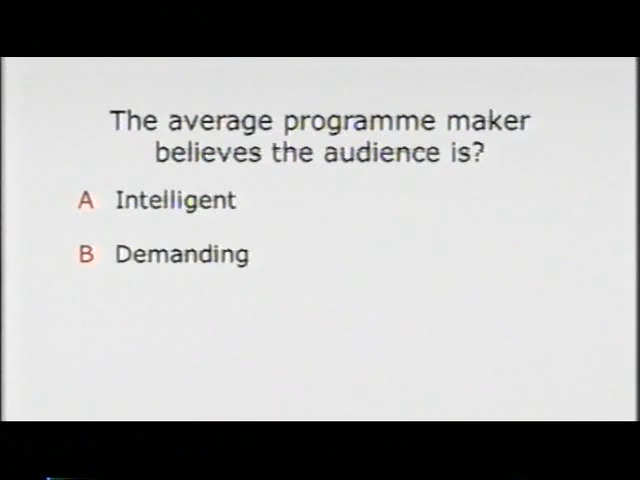 The average programme maker
believes the audience is?
A Intelligent
B Demanding